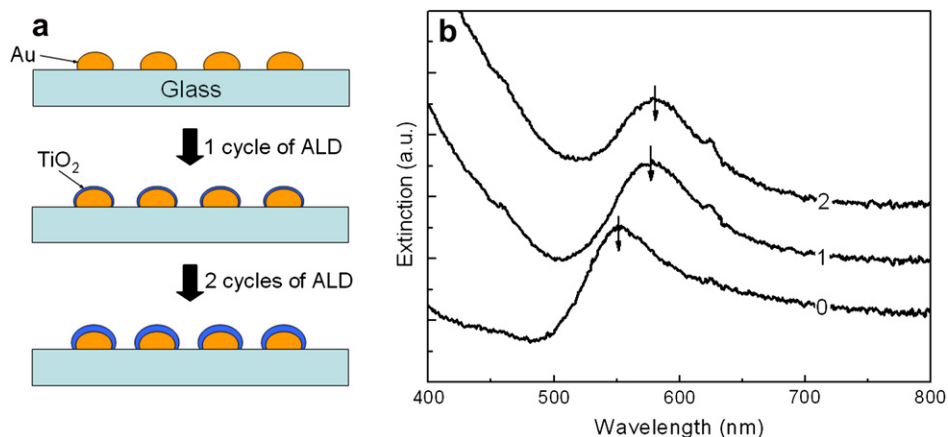 a
Au
Glass
1 cycle of ALD
TiO₂
2 cycles of ALD
b
Extinction (a.u.)
2
1
0
400 500 600 700 800
Wavelength (nm)